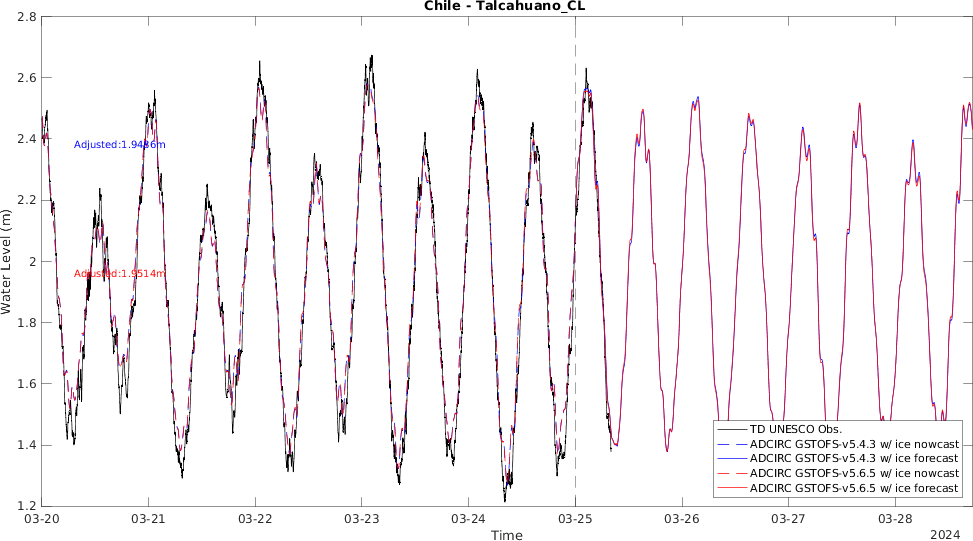 Chile - Talcahuano_CL
2.8
2.6
2.4
2.2
2
1.8
1.6
1.4
1.2
Water Level (m)
Adjusted:1.9486m
Adjusted:1.9514m
TD UNESCO Obs.
ADCIRC GSTOFS-v5.4.3 w/ ice nowcast
ADCIRC GSTOFS-v5.4.3 w/ ice forecast
ADCIRC GSTOFS-v5.6.5 w/ ice nowcast
ADCIRC GSTOFS-v5.6.5 w/ ice forecast
03-20 03-21 03-22 03-23 03-24 03-25 03-26 03-27 03-28
Time
2024